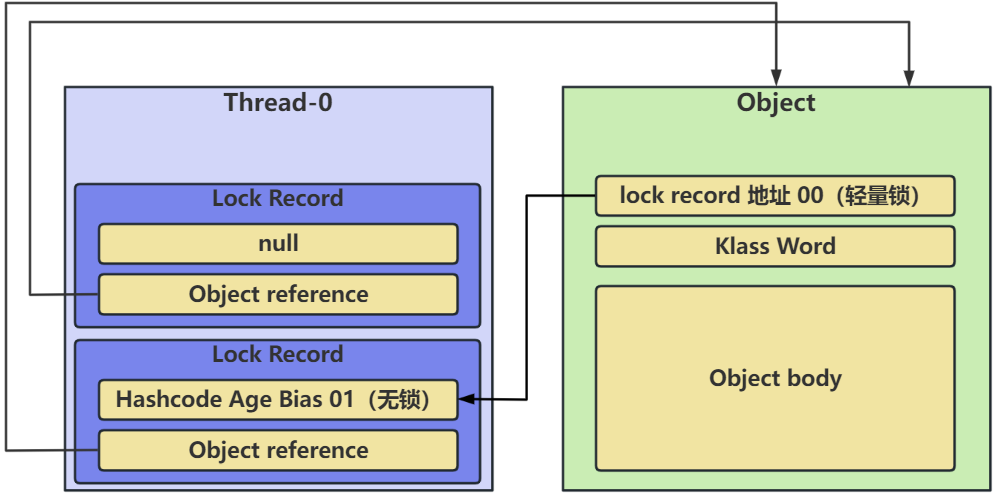 Thread-0
Lock Record
null
Object reference
Lock Record
Hashcode Age Bias 01（无锁）
Object reference
Object
lock record 地址 00（轻量锁）
Klass Word
Object body